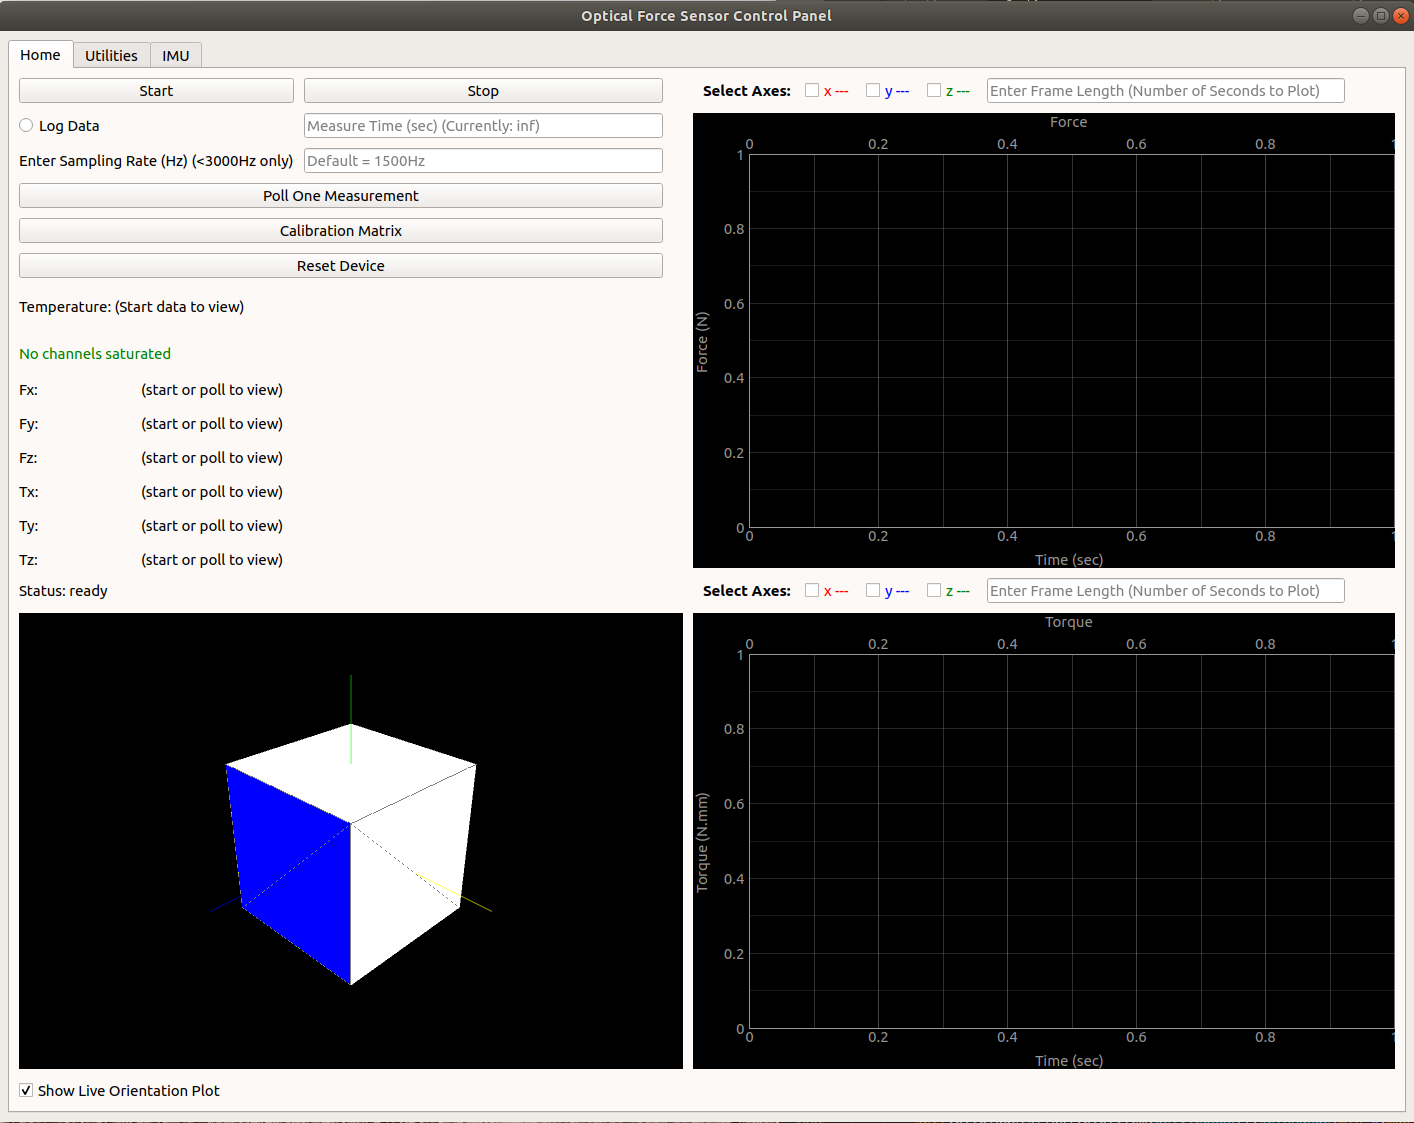 Optical Force Sensor Control Panel
Home Utilities IMU
Start Stop
Log Data Measure Time (sec) (Currently: inf)
Enter Sampling Rate (Hz) (<3000Hz only) Default = 1500Hz
Poll One Measurement
Calibration Matrix
Reset Device
Temperature: (Start data to view)
No channels saturated
Fx: (start or poll to view)
Fy: (start or poll to view)
Fz: (start or poll to view)
Tx: (start or poll to view)
Ty: (start or poll to view)
Tz: (start or poll to view)
Status: ready
Show Live Orientation Plot
Select Axes: x --- y --- z --- Enter Frame Length (Number of Seconds to Plot)
Force
0 0.2 0.4 0.6 0.8 1
1
0.8
0.6
0.4
0.2
0
Force (N)
0 0.2 0.4 0.6 0.8 1
Time (sec)
Select Axes: x --- y --- z --- Enter Frame Length (Number of Seconds to Plot)
Torque
0 0.2 0.4 0.6 0.8 1
1
0.8
0.6
0.4
0.2
0
Torque (N.mm)
0 0.2 0.4 0.6 0.8 1
Time (sec)